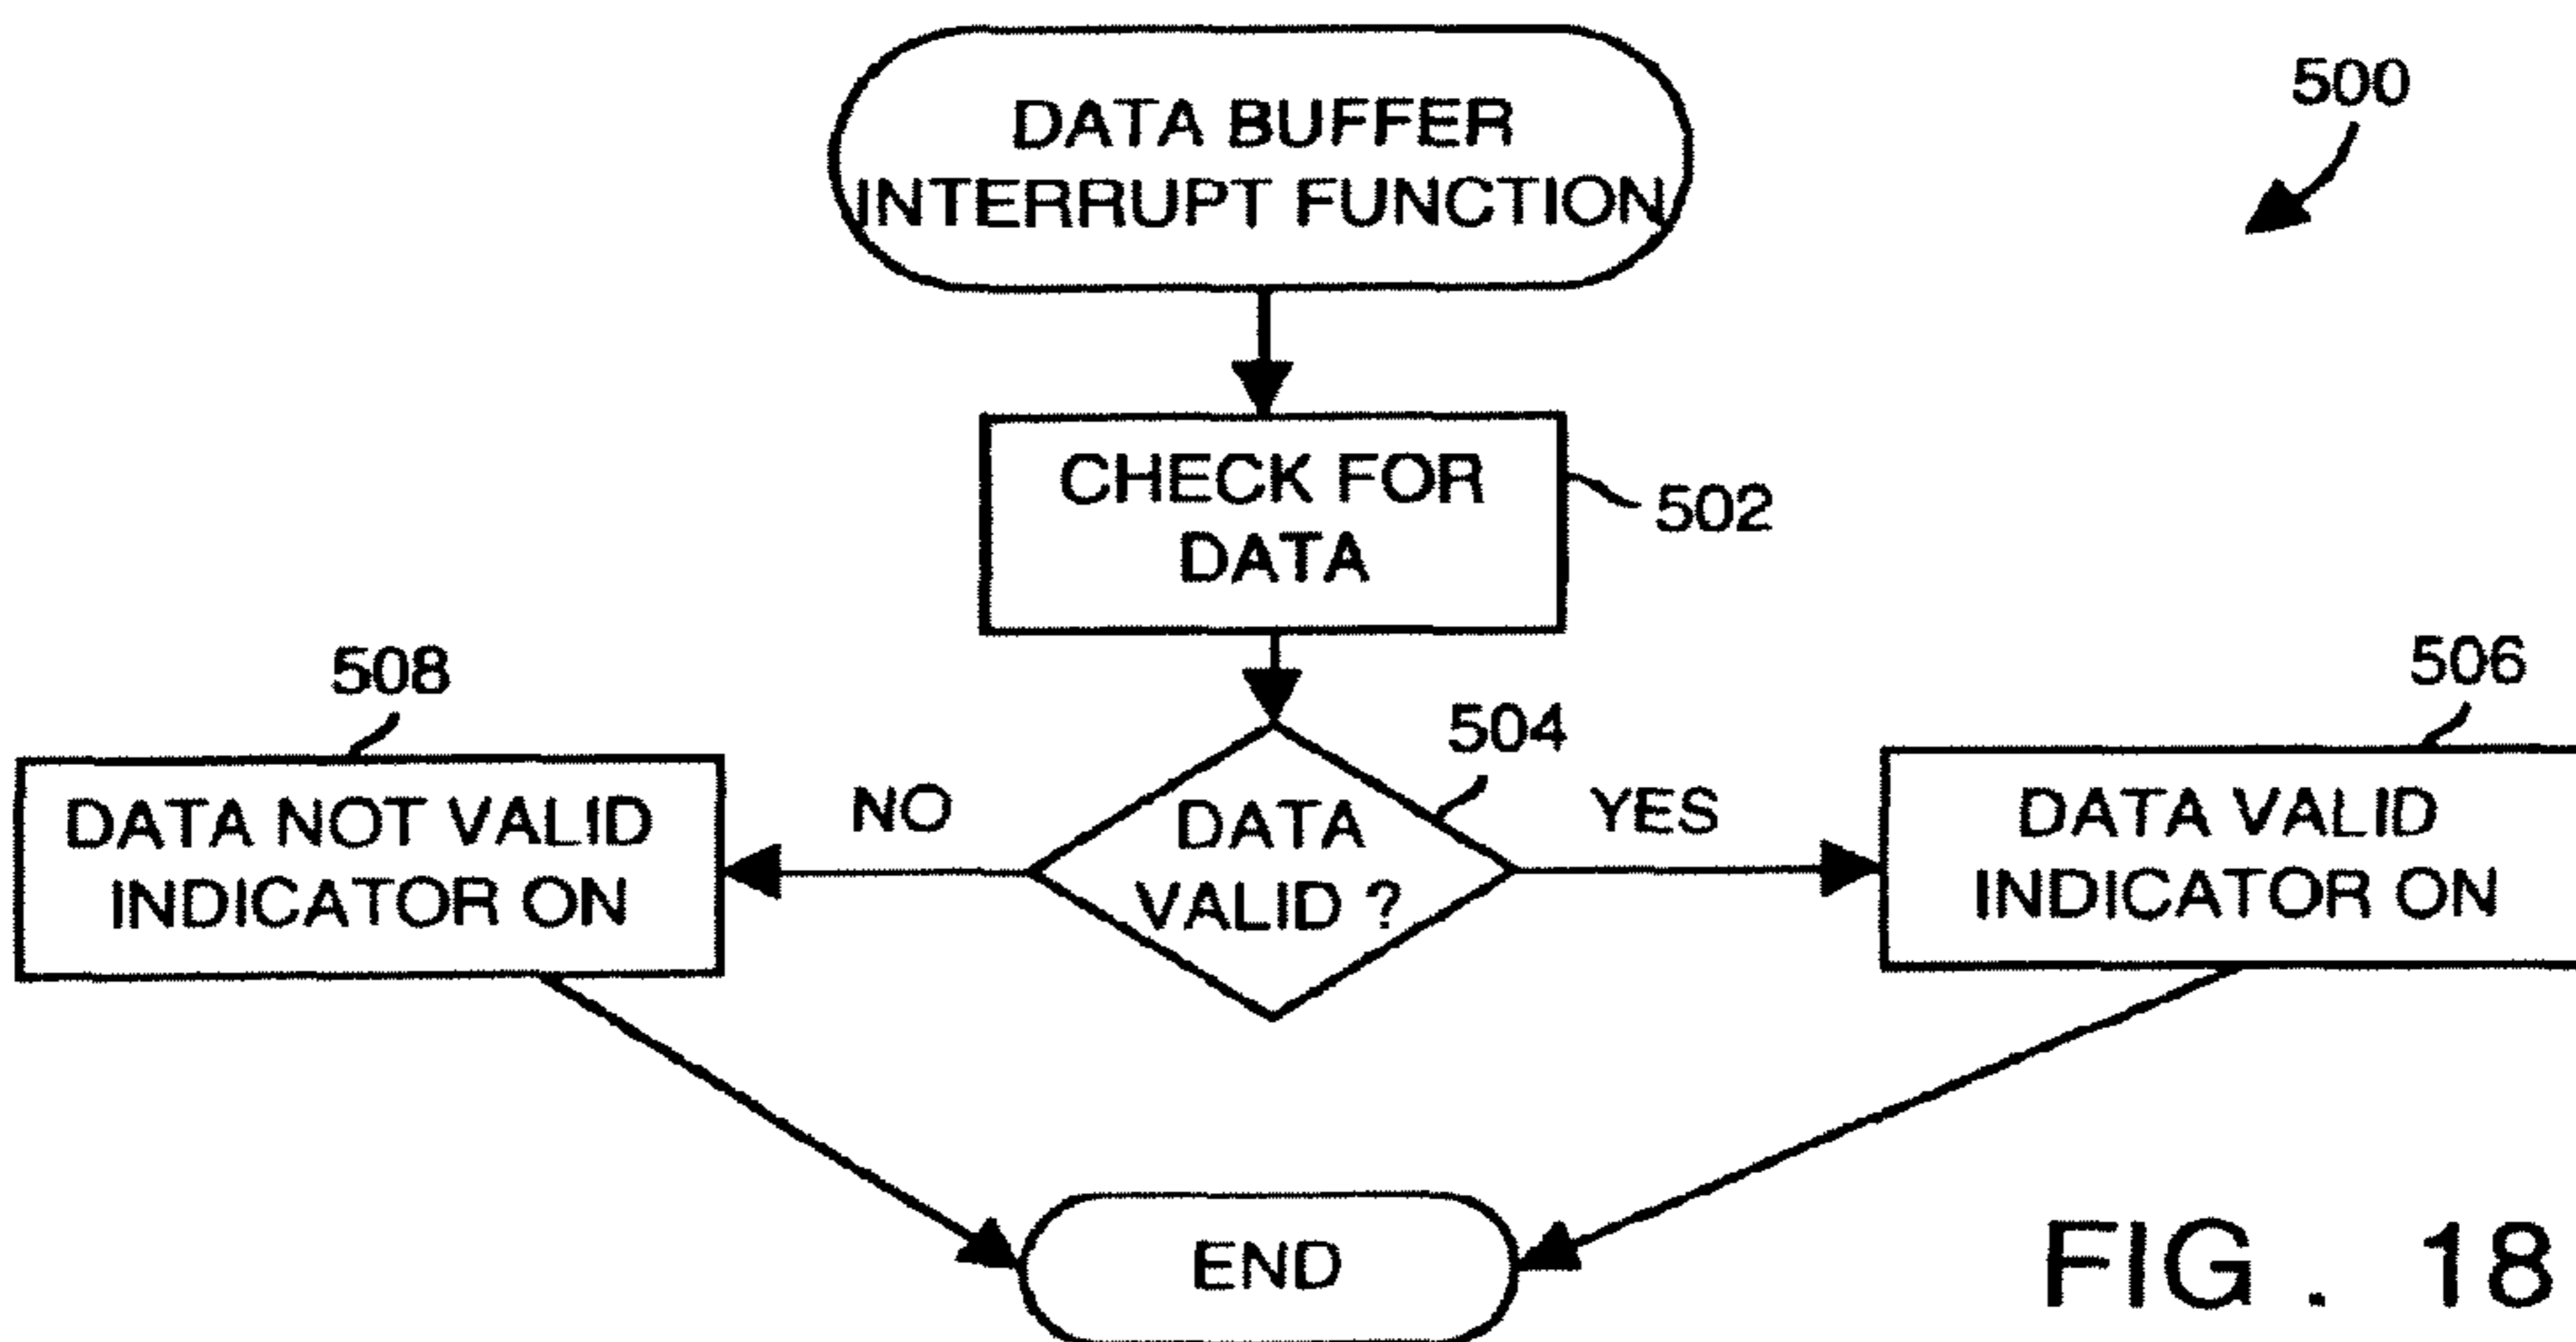 DATA BUFFER
INTERRUPT FUNCTION
500
CHECK FOR
DATA
502
508
504
506
DATA NOT VALID
INDICATOR ON
NO
DATA
VALID ?
YES
DATA VALID
INDICATOR ON
END
FIG . 18